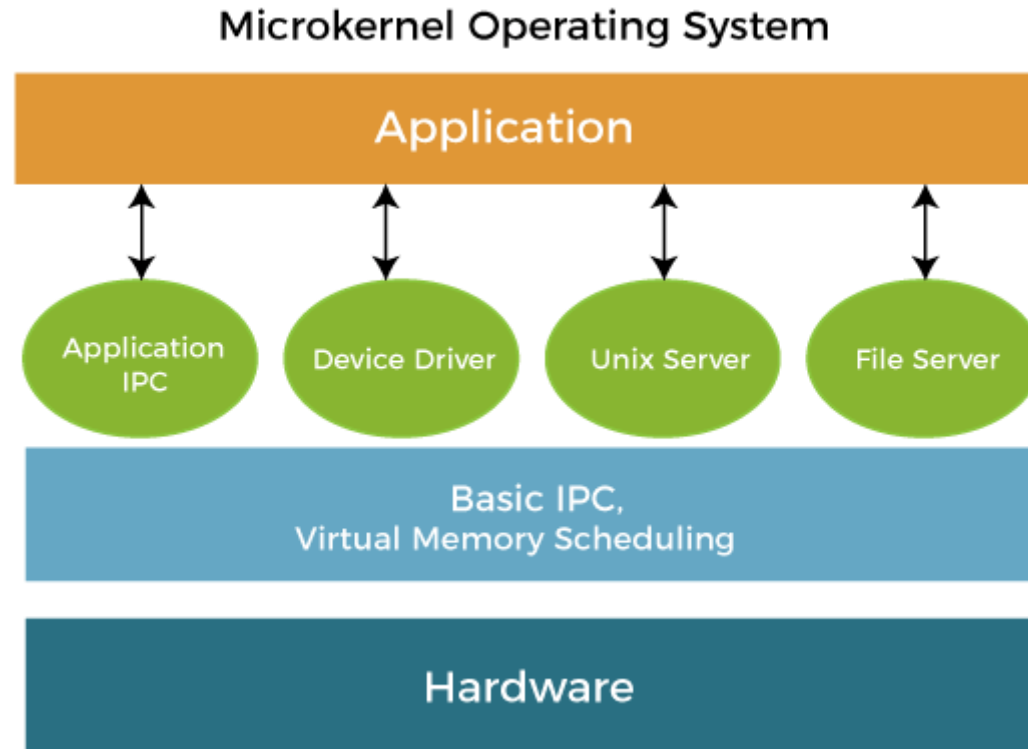 Microkernel Operating System
Application
Application
IPC
Device Driver
Unix Server
File Server
Basic IPC,
Virtual Memory Scheduling
Hardware